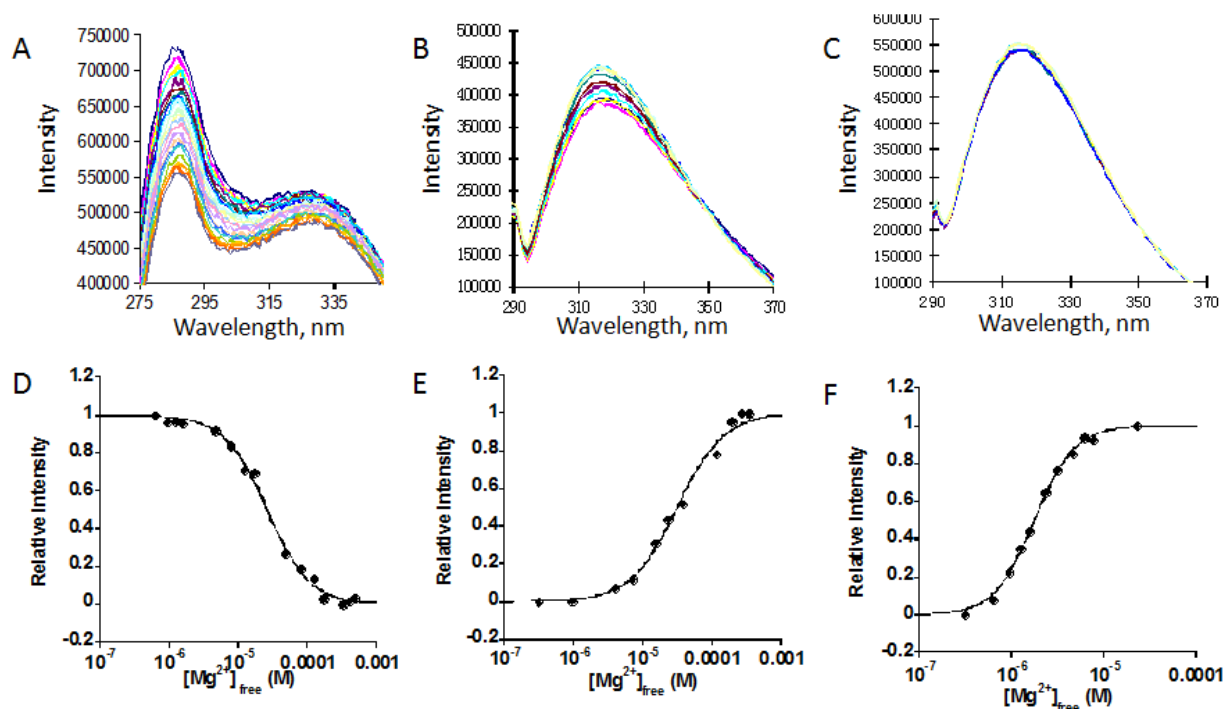 A
750000
700000
650000
600000
550000
500000
450000
400000
Intensity
275 295 315 335
Wavelength, nm
B
500000
450000
400000
350000
300000
250000
200000
150000
100000
Intensity
290 310 330 350 370
Wavelength, nm
C
600000
550000
500000
450000
400000
350000
300000
250000
200000
150000
100000
Intensity
290 310 330 350 370
Wavelength, nm
D
1.2
1
0.8
0.6
0.4
0.2
0
-0.2
Relative Intensity
10⁻⁷ 10⁻⁶ 10⁻⁵ 0.0001 0.001
[Mg²⁺]free (M)
E
1.2
1
0.8
0.6
0.4
0.2
0
-0.2
Relative Intensity
10⁻⁷ 10⁻⁶ 10⁻⁵ 0.0001 0.001
[Mg²⁺]free (M)
F
1.2
1
0.8
0.6
0.4
0.2
0
-0.2
Relative Intensity
10⁻⁷ 10⁻⁶ 10⁻⁵ 0.0001
[Mg²⁺]free (M)